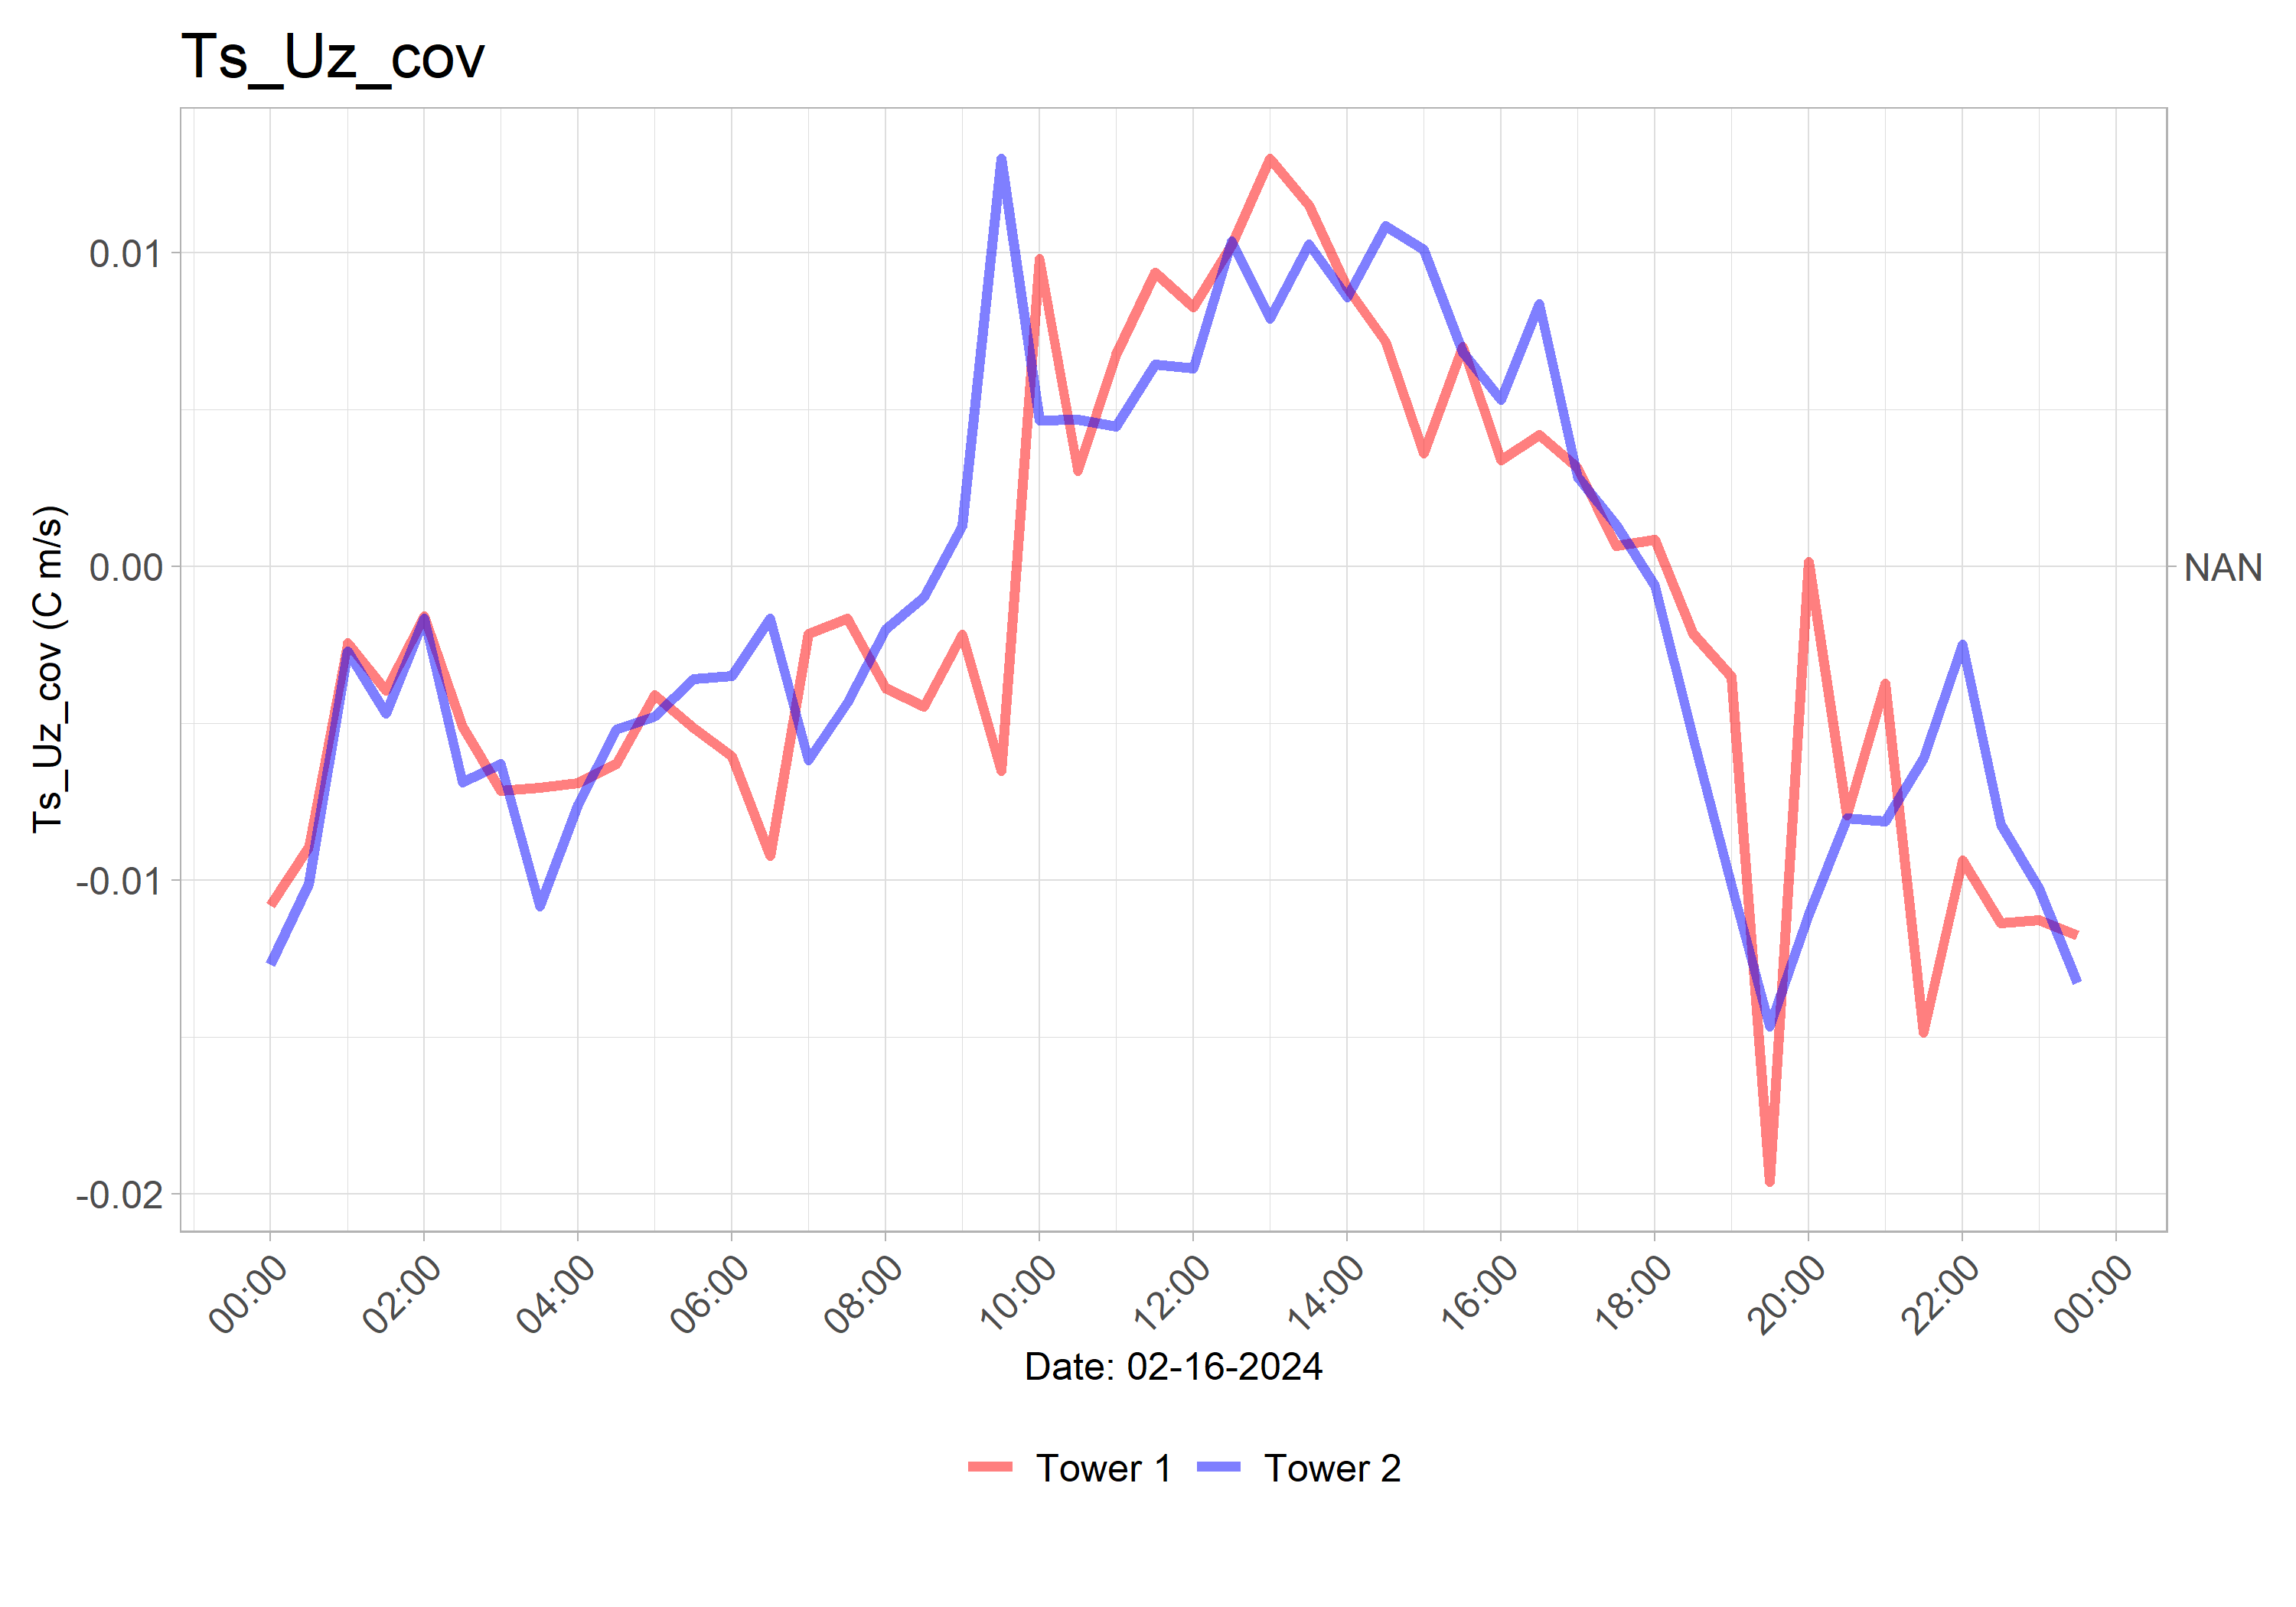 Ts_Uz_cov
Ts_Uz_cov (C m/s)
0.01
0.00
-0.01
-0.02
NAN
00:00 02:00 04:00 06:00 08:00 10:00 12:00 14:00 16:00 18:00 20:00 22:00 00:00
Date: 02-16-2024
Tower 1 Tower 2